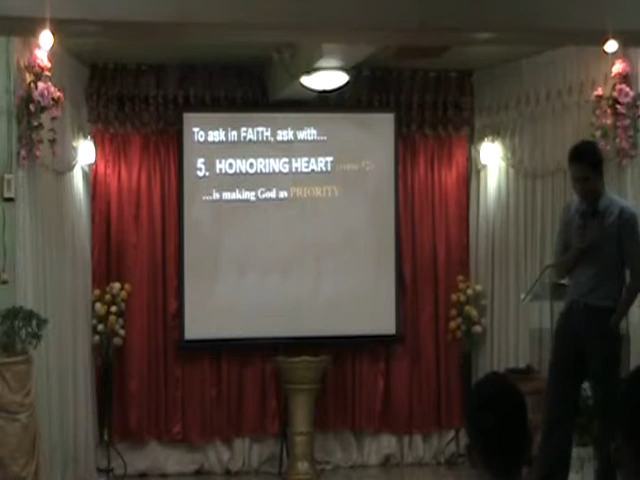 To ask in FAITH, ask with...
5. HONORING HEART
...is making God as PRIORITY